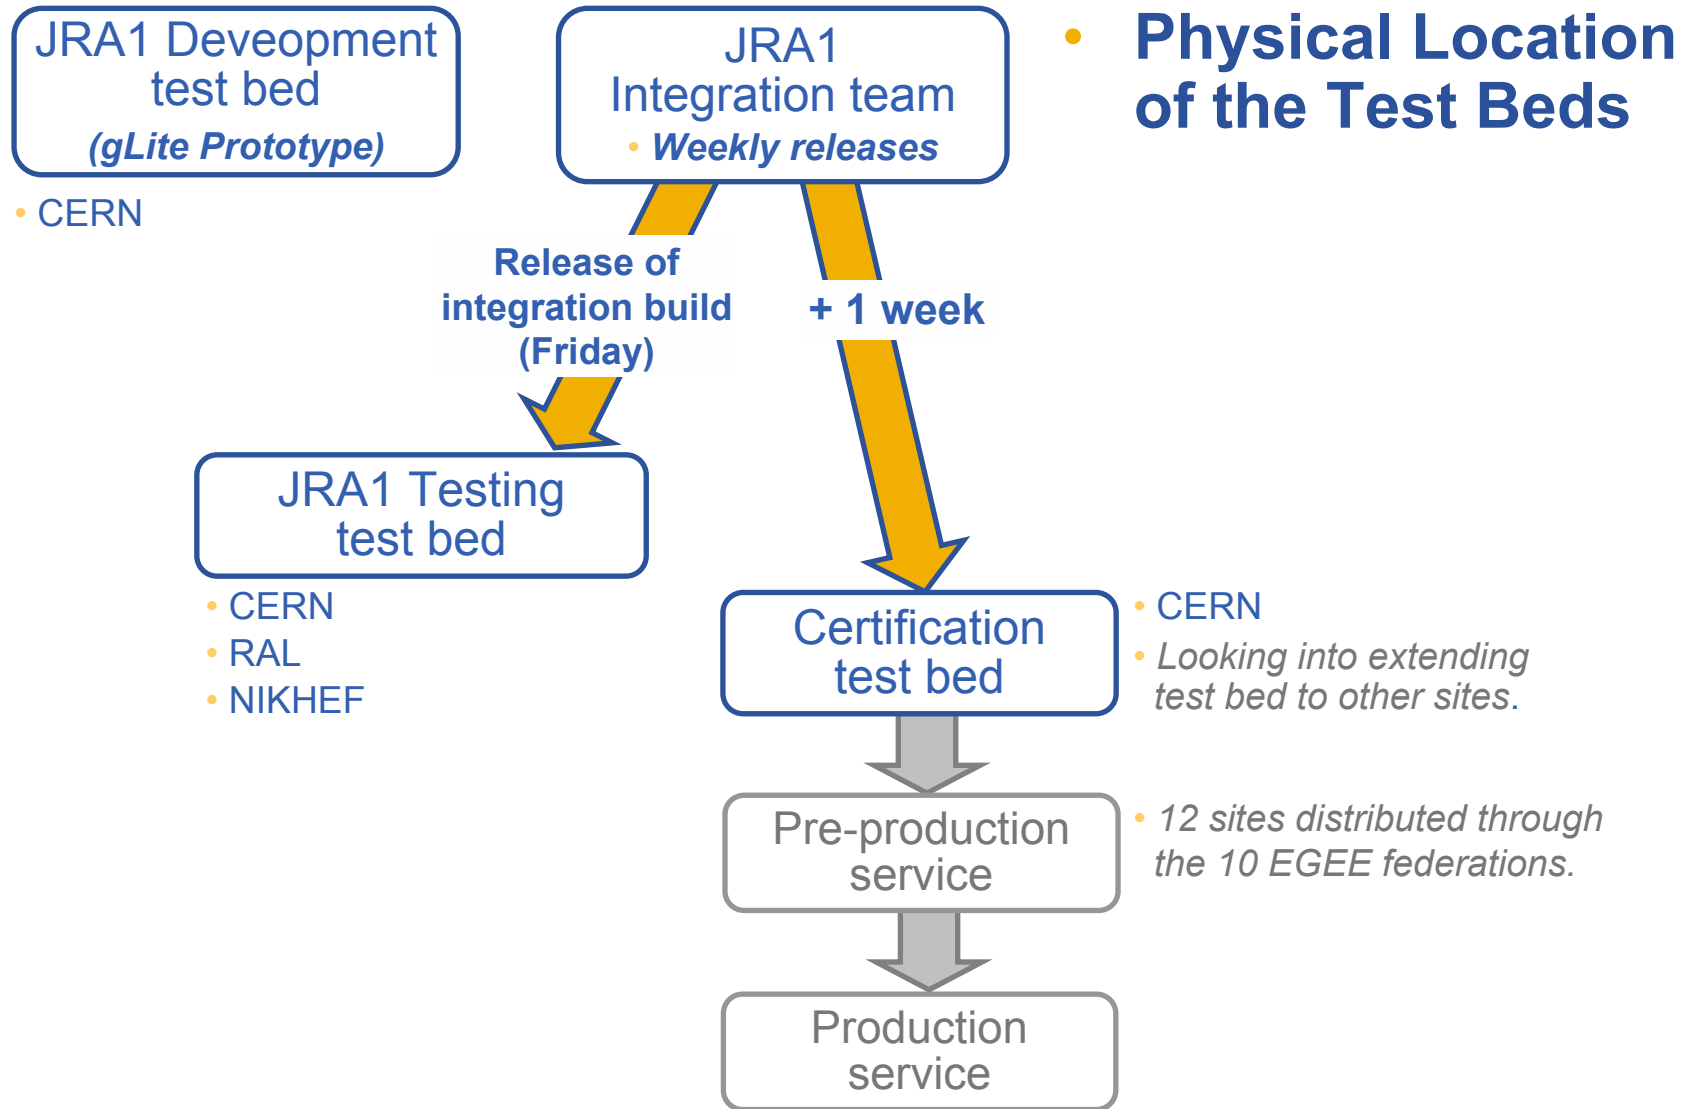 JRA1 Deveopment
test bed
(gLite Prototype)
• CERN
JRA1
Integration team
• Weekly releases
• Physical Location
of the Test Beds
Release of
integration build
(Friday)
+ 1 week
JRA1 Testing
test bed
• CERN
• RAL
• NIKHEF
Certification
test bed
• CERN
• Looking into extending
test bed to other sites.
Pre-production
service
• 12 sites distributed through
the 10 EGEE federations.
Production
service